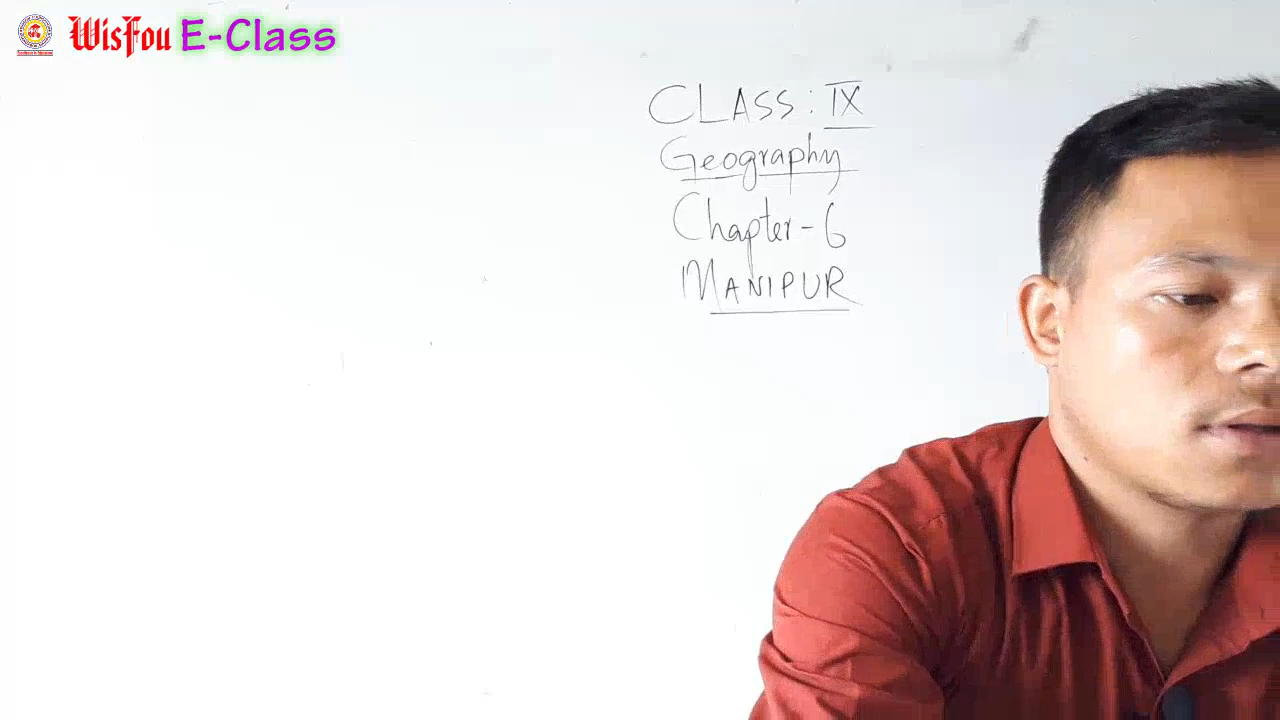 WisFou E-Class
CLASS : IX
Geography
Chapter - 6
MANIPUR